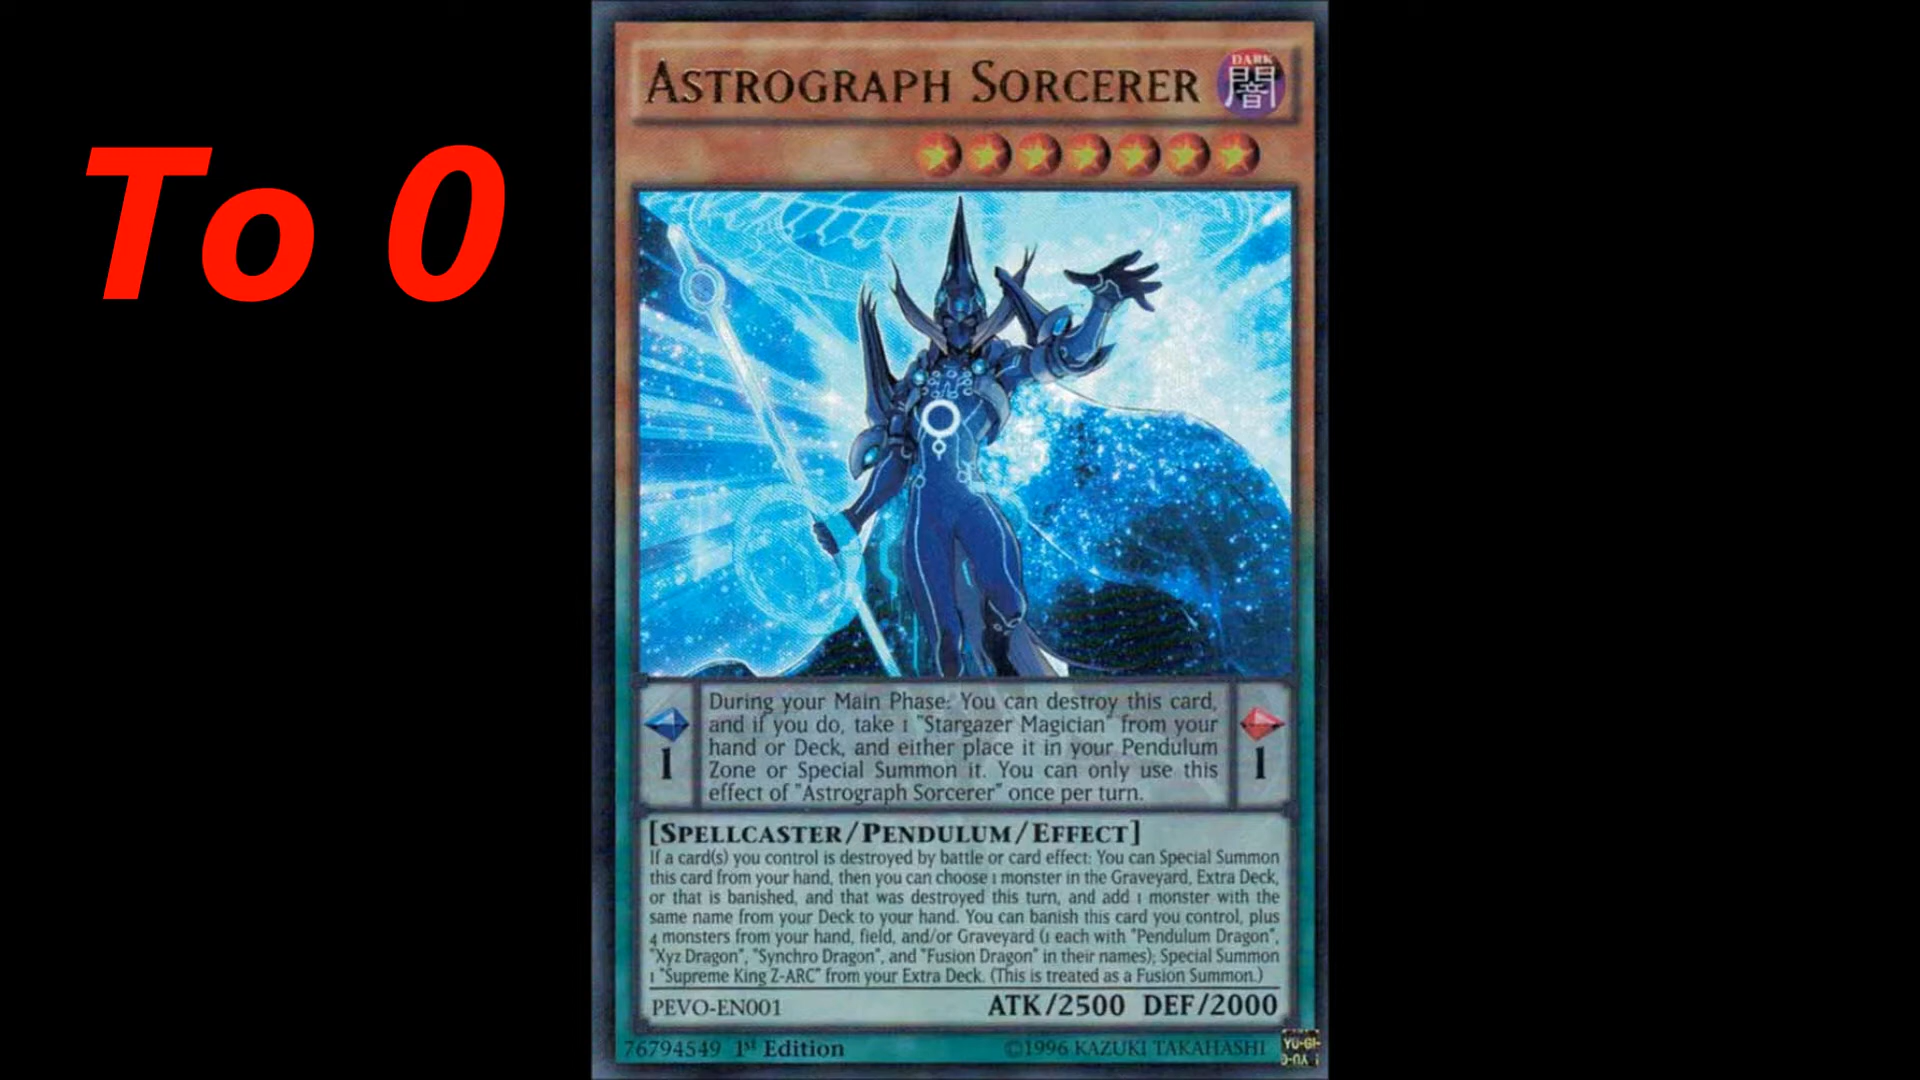 To 0
ASTROGRAPH SORCERER
DARK
闇
During your Main Phase: You can destroy this card,
and if you do, take 1 "Stargazer Magician" from your
hand or Deck, and either place it in your Pendulum
Zone or Special Summon it. You can only use this
effect of "Astrograph Sorcerer" once per turn.
1
1
[SPELLCASTER/PENDULUM/EFFECT]
If a card(s) you control is destroyed by battle or card effect: You can Special Summon
this card from your hand, then you can choose 1 monster in the Graveyard, Extra Deck,
or that is banished, and that was destroyed this turn, and add 1 monster with the
same name from your Deck to your hand. You can banish this card you control, plus
4 monsters from your hand, field, and/or Graveyard (1 each with "Pendulum Dragon",
"Xyz Dragon", "Synchro Dragon", and "Fusion Dragon" in their names); Special Summon
1 "Supreme King Z-ARC" from your Extra Deck. (This is treated as a Fusion Summon.)
PEVO-EN001 ATK/2500 DEF/2000
76794549 1st Edition ©1996 KAZUKI TAKAHASHI